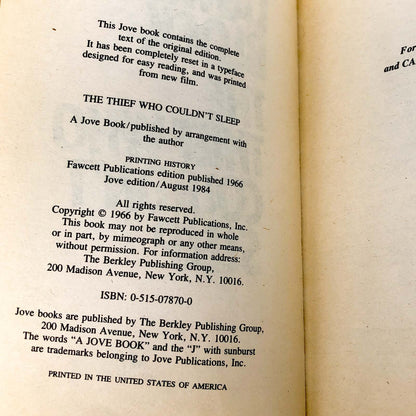 This Jove book contains the complete
text of the original edition.
It has been completely reset in a typeface
designed for easy reading, and was printed
from new film.
THE THIEF WHO COULDN'T SLEEP
A Jove Book/published by arrangement with
the author
PRINTING HISTORY
Fawcett Publications edition published 1966
Jove edition/August 1984
All rights reserved.
Copyright © 1966 by Fawcett Publications, Inc.
This book may not be reproduced in whole
or in part, by mimeograph or any other means,
without permission. For information address:
The Berkley Publishing Group,
200 Madison Avenue, New York, N.Y. 10016.
ISBN: 0-515-07870-0
Jove books are published by The Berkley Publishing Group,
200 Madison Avenue, New York, N.Y. 10016.
The words "A JOVE BOOK" and the "J" with sunburst
are trademarks belonging to Jove Publications, Inc.
PRINTED IN THE UNITED STATES OF AMERICA
For
and CA